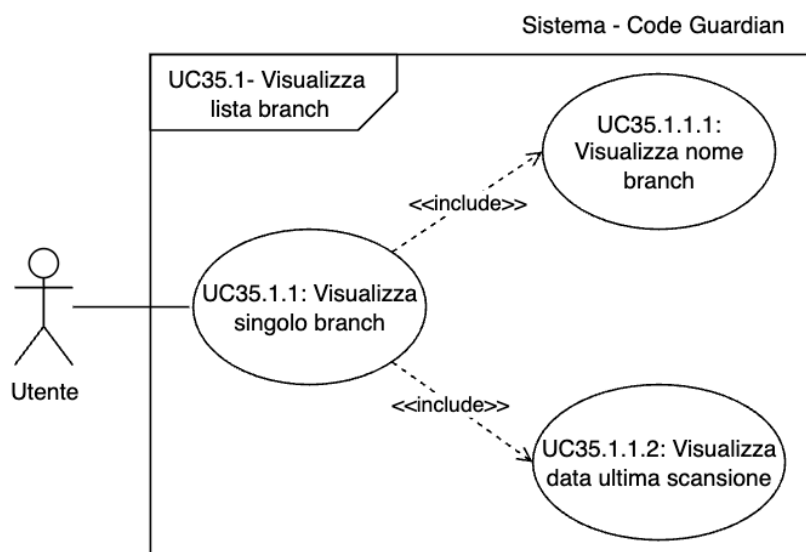 Sistema - Code Guardian
UC35.1- Visualizza
lista branch
UC35.1.1.1:
Visualizza nome
branch
<<include>>
UC35.1.1: Visualizza
singolo branch
Utente
<<include>>
UC35.1.1.2: Visualizza
data ultima scansione